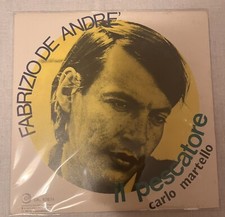 FABRIZIO DE ANDRE'
il pescatore
carlo martello